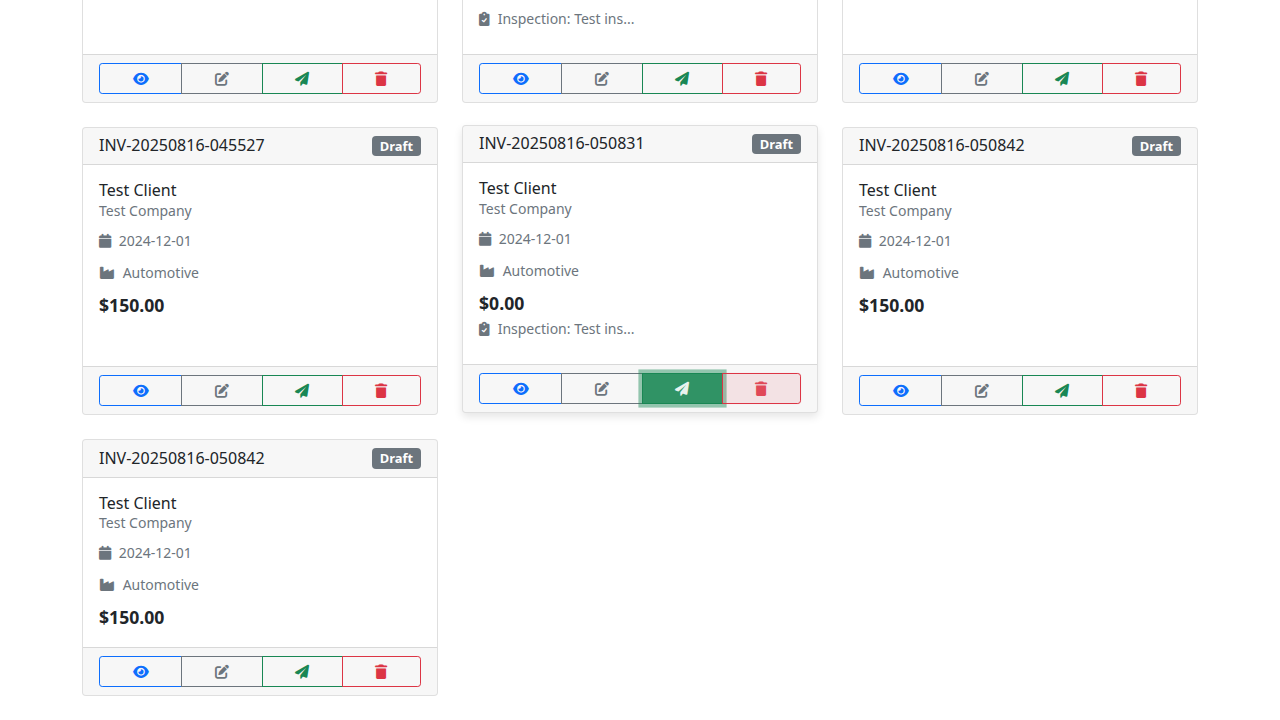 Inspection: Test ins...
INV-20250816-045527 Draft
Test Client
Test Company
2024-12-01
Automotive
$150.00
INV-20250816-050831 Draft
Test Client
Test Company
2024-12-01
Automotive
$0.00
Inspection: Test ins...
INV-20250816-050842 Draft
Test Client
Test Company
2024-12-01
Automotive
$150.00
INV-20250816-050842 Draft
Test Client
Test Company
2024-12-01
Automotive
$150.00